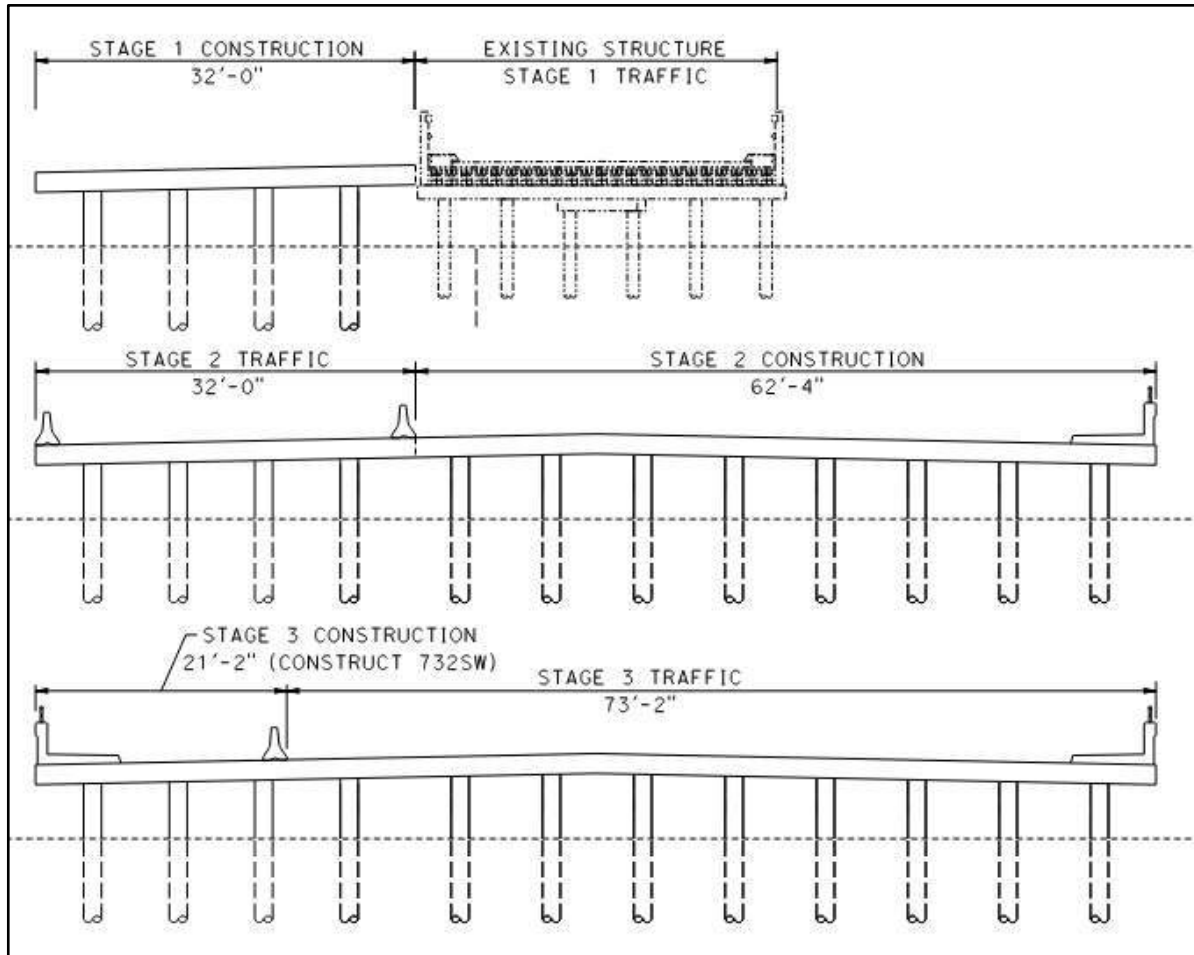 STAGE 1 CONSTRUCTION
32'-0"
EXISTING STRUCTURE
STAGE 1 TRAFFIC
STAGE 2 TRAFFIC
32'-0"
STAGE 2 CONSTRUCTION
62'-4"
STAGE 3 CONSTRUCTION
21'-2" (CONSTRUCT 732SW)
STAGE 3 TRAFFIC
73'-2"